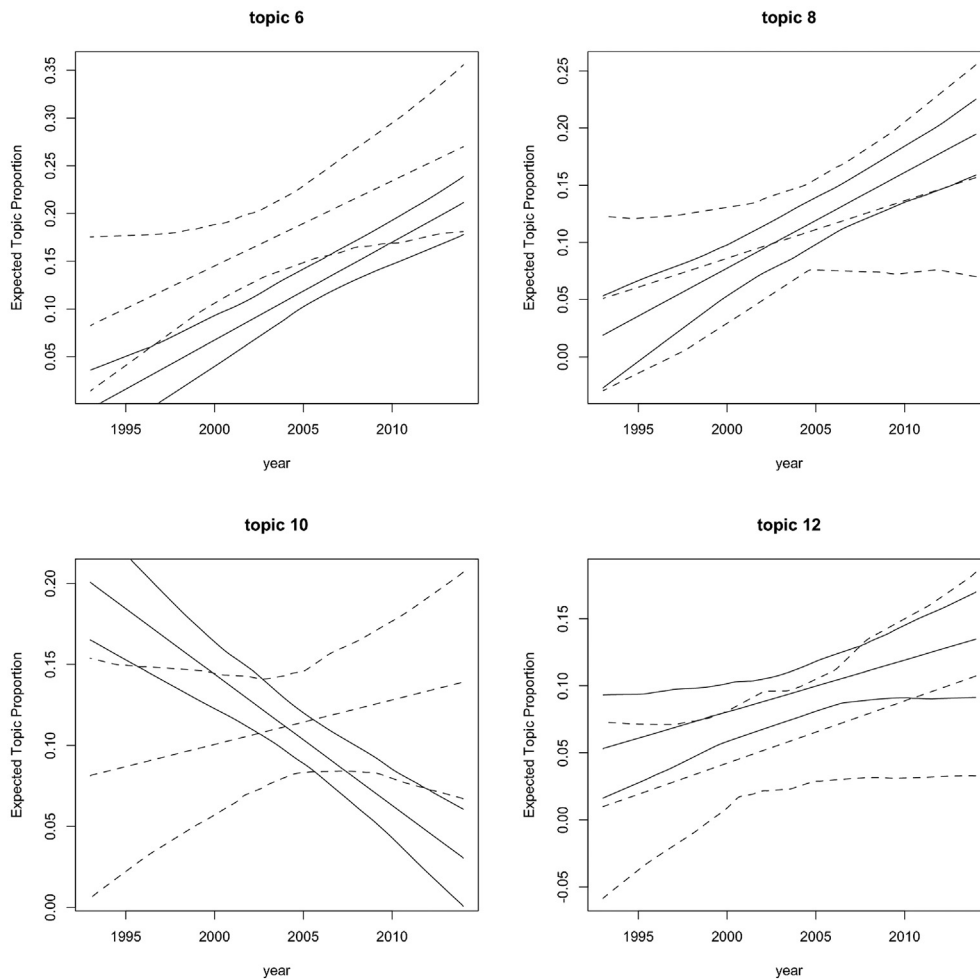 topic 6
Expected Topic Proportion
0.35
0.30
0.25
0.20
0.15
0.10
0.05
1995 2000 2005 2010
year
topic 8
Expected Topic Proportion
0.25
0.20
0.15
0.10
0.05
0.00
1995 2000 2005 2010
year
topic 10
Expected Topic Proportion
0.20
0.15
0.10
0.05
0.00
1995 2000 2005 2010
year
topic 12
Expected Topic Proportion
0.15
0.10
0.05
0.00
-0.05
1995 2000 2005 2010
year